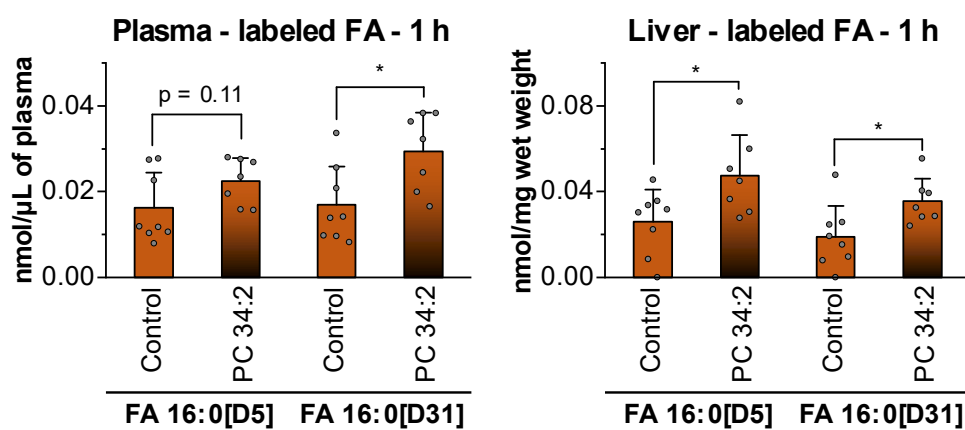 Plasma - labeled FA - 1 h
nmol/µL of plasma
0.04
0.02
0.00
p = 0.11
*
Control
PC 34:2
Control
PC 34:2
FA 16:0[D5]
FA 16:0[D31]
Liver - labeled FA - 1 h
nmol/mg wet weight
0.08
0.04
0.00
*
*
Control
PC 34:2
Control
PC 34:2
FA 16:0[D5]
FA 16:0[D31]